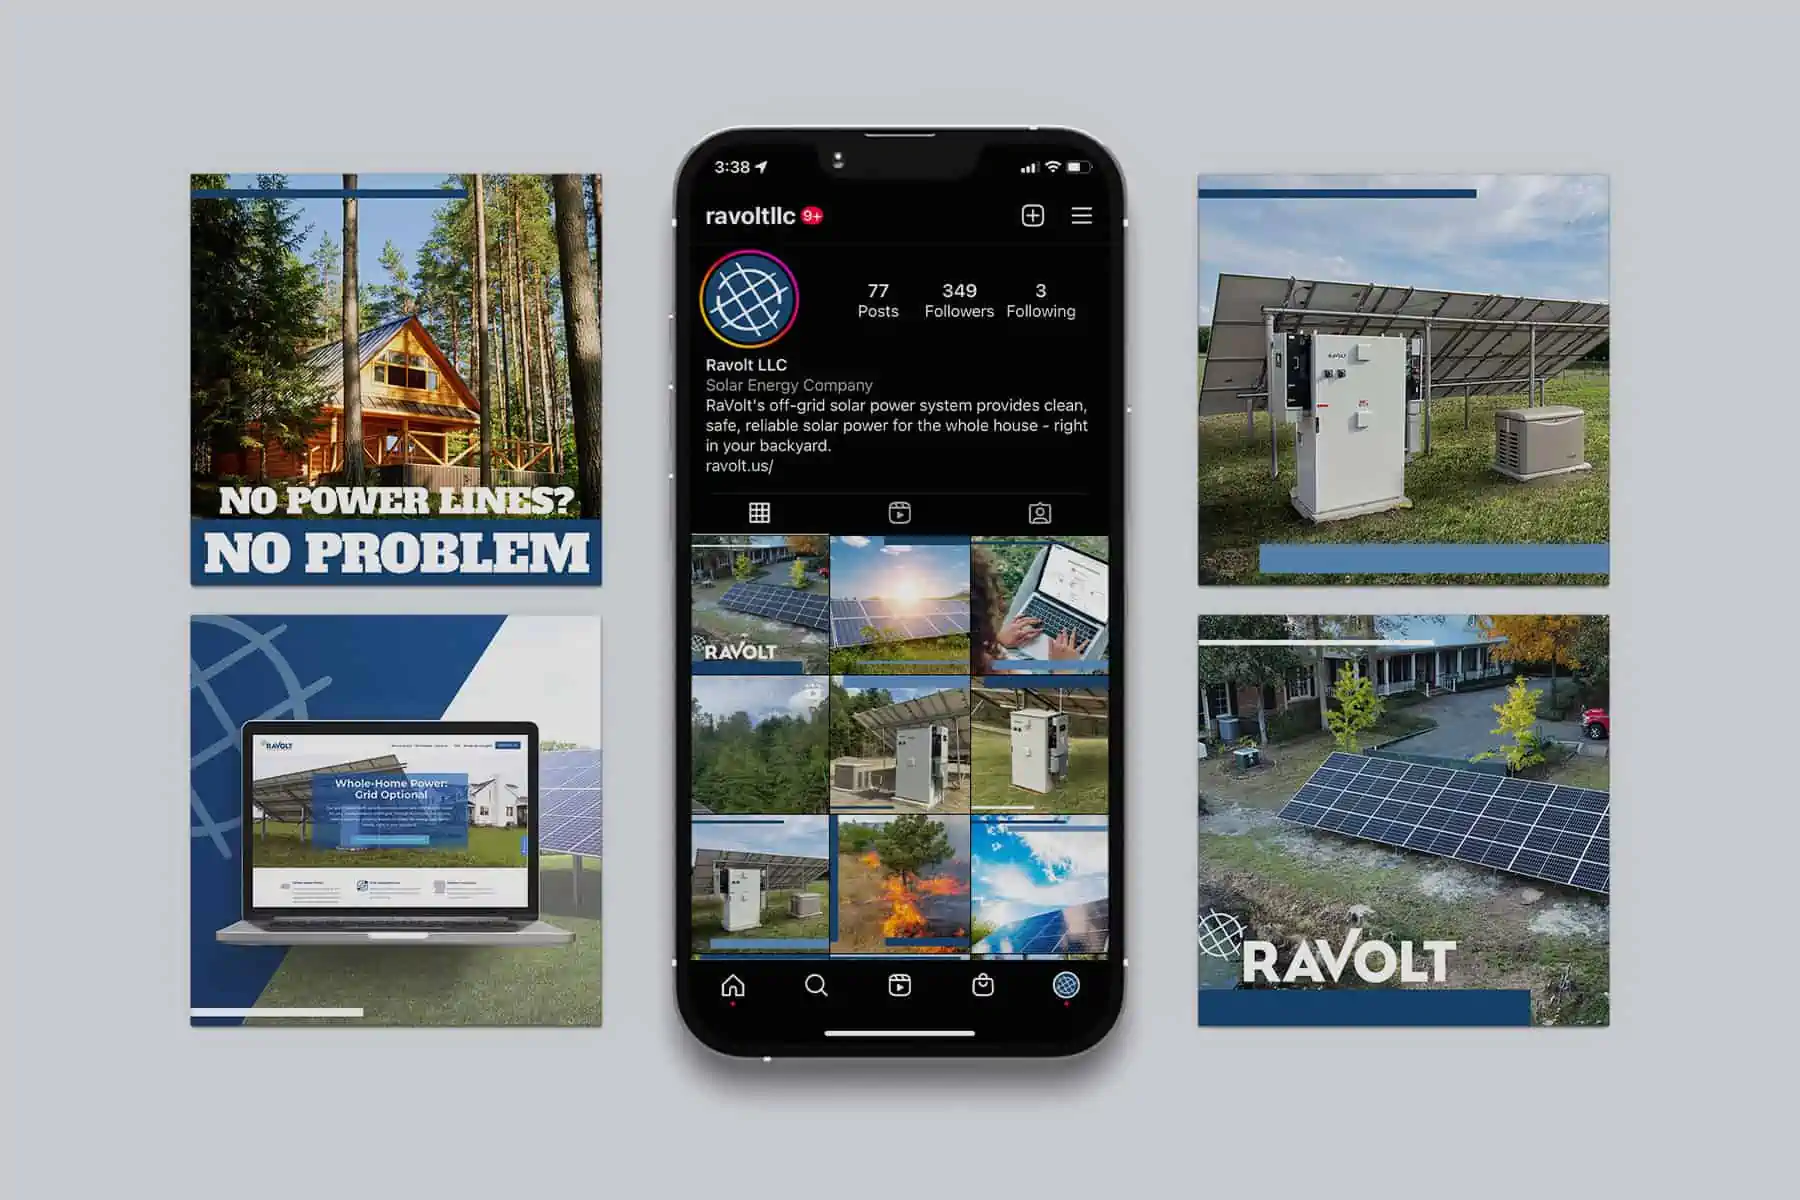 NO POWER LINES?
NO PROBLEM
RAVOLT
Whole-Home Power:
Grid Optional
3:38
ravoltllc 9+
77 349 3
Posts Followers Following
Ravolt LLC
Solar Energy Company
RaVolt's off-grid solar power system provides clean,
safe, reliable solar power for the whole house - right
in your backyard.
ravolt.us/
RAVOLT
RAVOLT
RAVOLT